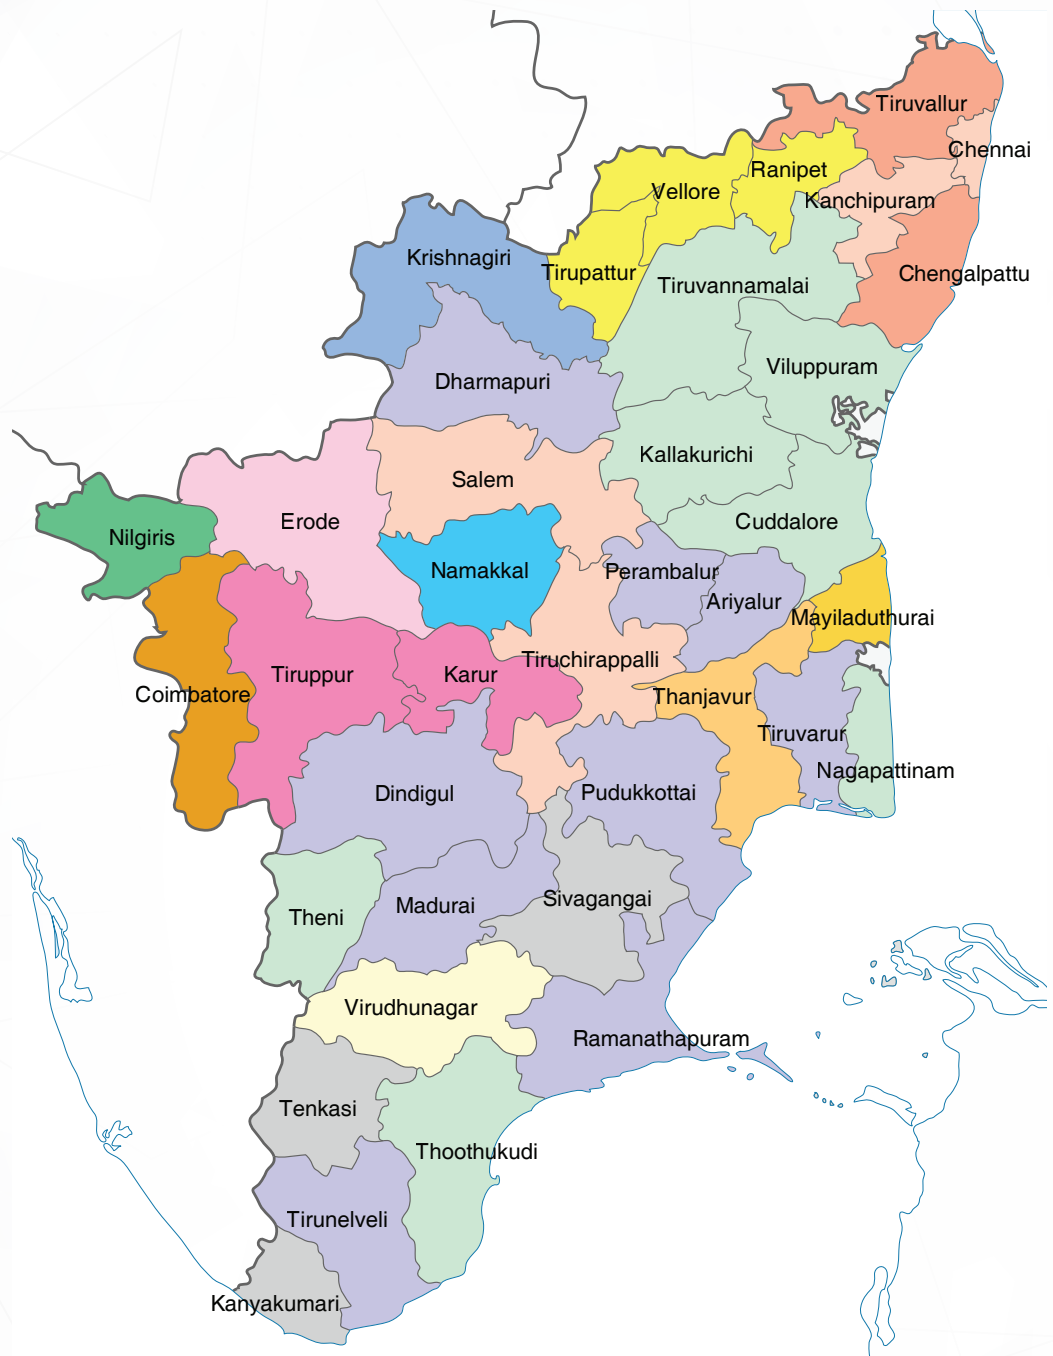 Tiruvallur
Chennai
Ranipet
Vellore
Kanchipuram
Krishnagiri
Tirupattur
Chengalpattu
Tiruvannamalai
Viluppuram
Dharmapuri
Kallakurichi
Salem
Erode
Cuddalore
Nilgiris
Namakkal
Perambalur
Ariyalur
Mayiladuthurai
Tiruchirappalli
Tiruppur
Karur
Coimbatore
Thanjavur
Tiruvarur
Nagapattinam
Dindigul
Pudukkottai
Sivagangai
Madurai
Theni
Virudhunagar
Ramanathapuram
Tenkasi
Thoothukudi
Tirunelveli
Kanyakumari